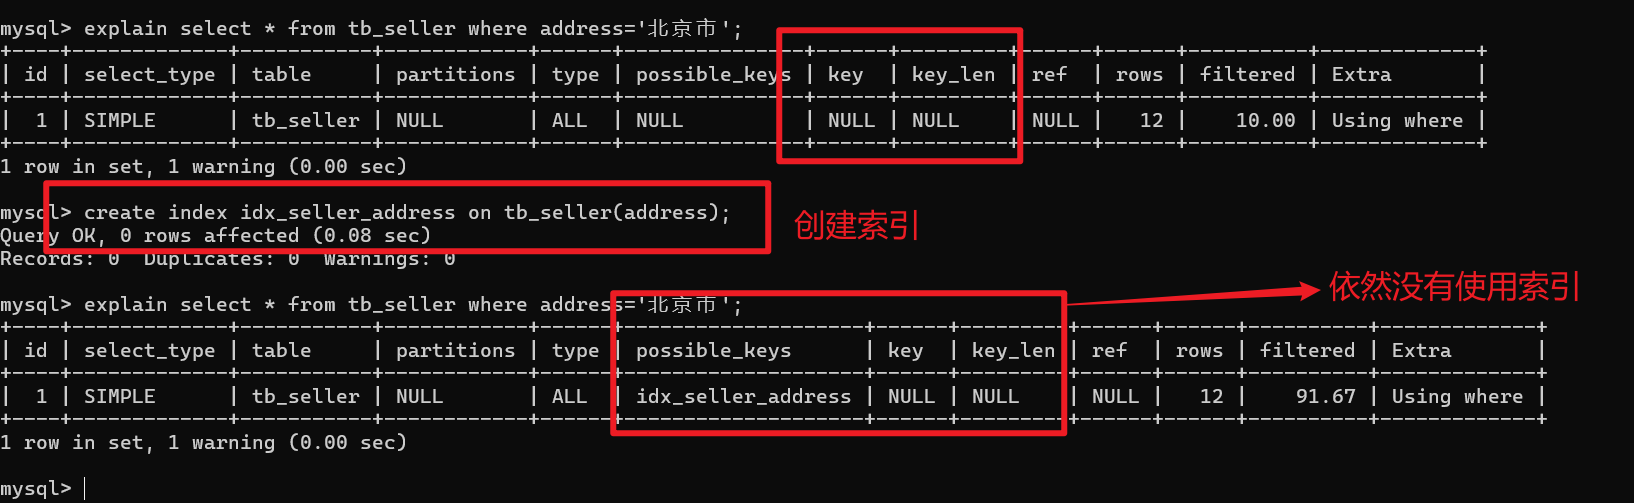 mysql> explain select * from tb_seller where address='北京市';
+----+-------------+-----------+------------+------+---------------+------+---------+------+------+----------+-------------+
| id | select_type | table     | partitions | type | possible_keys | key  | key_len | ref  | rows | filtered | Extra       |
+----+-------------+-----------+------------+------+---------------+------+---------+------+------+----------+-------------+
|  1 | SIMPLE      | tb_seller | NULL       | ALL  | NULL          | NULL | NULL    | NULL |   12 |    10.00 | Using where |
+----+-------------+-----------+------------+------+---------------+------+---------+------+------+----------+-------------+
1 row in set, 1 warning (0.00 sec)
mysql> create index idx_seller_address on tb_seller(address);
创建索引
Query OK, 0 rows affected (0.08 sec)
Records: 0  Duplicates: 0  Warnings: 0
依然没有使用索引
mysql> explain select * from tb_seller where address='北京市';
+----+-------------+-----------+------------+------+--------------------+------+---------+------+------+----------+-------------+
| id | select_type | table     | partitions | type | possible_keys      | key  | key_len | ref  | rows | filtered | Extra       |
+----+-------------+-----------+------------+------+--------------------+------+---------+------+------+----------+-------------+
|  1 | SIMPLE      | tb_seller | NULL       | ALL  | idx_seller_address | NULL | NULL    | NULL |   12 |    91.67 | Using where |
+----+-------------+-----------+------------+------+--------------------+------+---------+------+------+----------+-------------+
1 row in set, 1 warning (0.00 sec)
mysql>